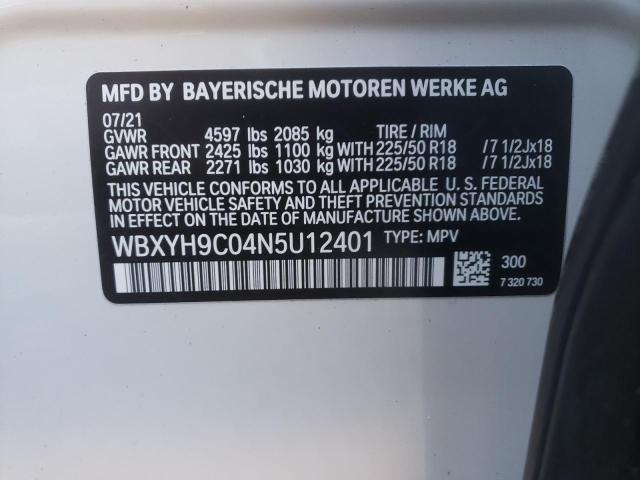 MFD BY BAYERISCHE MOTOREN WERKE AG
07/21
GVWR 4597 lbs 2085 kg TIRE / RIM
GAWR FRONT 2425 lbs 1100 kg WITH 225/50 R18 /7 1/2Jx18
GAWR REAR 2271 lbs 1030 kg WITH 225/50 R18 /7 1/2Jx18
THIS VEHICLE CONFORMS TO ALL APPLICABLE U. S. FEDERAL
MOTOR VEHICLE SAFETY, BUMPER, AND THEFT PREVENTION
STANDARDS IN EFFECT ON THE DATE OF MANUFACTURE SHOWN ABOVE.
WBXYH9C04N5U12401 TYPE: MPV
300
7 320 730